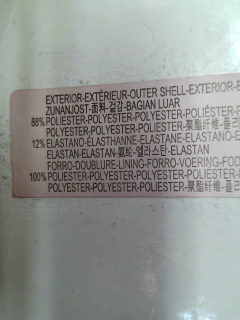 EXTERIOR-EXTÉRIEUR-OUTER SHELL-EXTERIOR-E
ZUNANJOST-面料-겉감-BAGIAN LUAR
88% POLIESTER-POLYESTER-POLYESTER-POLIÉSTER-P
POLYESTER-POLYESTER-POLYESTER-聚酯纤维-폴리
12% ELASTANO-ÉLASTHANNE-ELASTANE-ELASTANO-E
ELASTAN-ELASTAN-氨纶-엘라스탄-ELASTAN
FORRO-DOUBLURE-LINING-FORRO-VOERING-FOD
100% POLIESTER-POLYESTER-POLYESTER-POLIÉSTER-P
POLYESTER-POLYESTER-POLYESTER-聚酯纤维-폴리